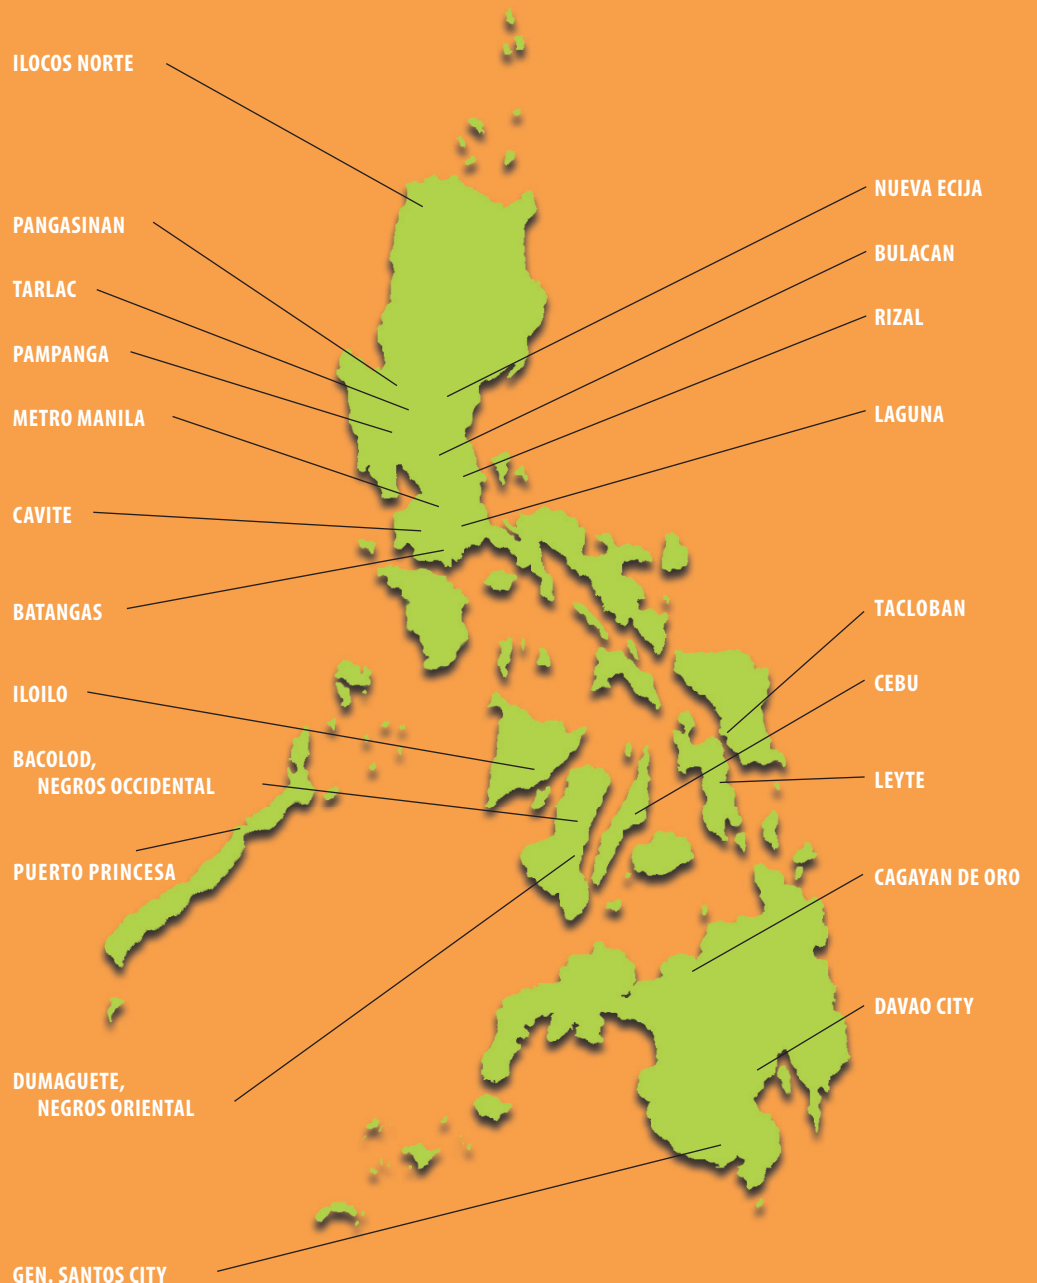 ILOCOS NORTE
PANGASINAN
TARLAC
PAMPANGA
METRO MANILA
CAVITE
BATANGAS
ILOILO
BACOLOD,
NEGROS OCCIDENTAL
PUERTO PRINCESA
DUMAGUETE,
NEGROS ORIENTAL
GEN. SANTOS CITY
NUEVA ECIJA
BULACAN
RIZAL
LAGUNA
TACLOBAN
CEBU
LEYTE
CAGAYAN DE ORO
DAVAO CITY